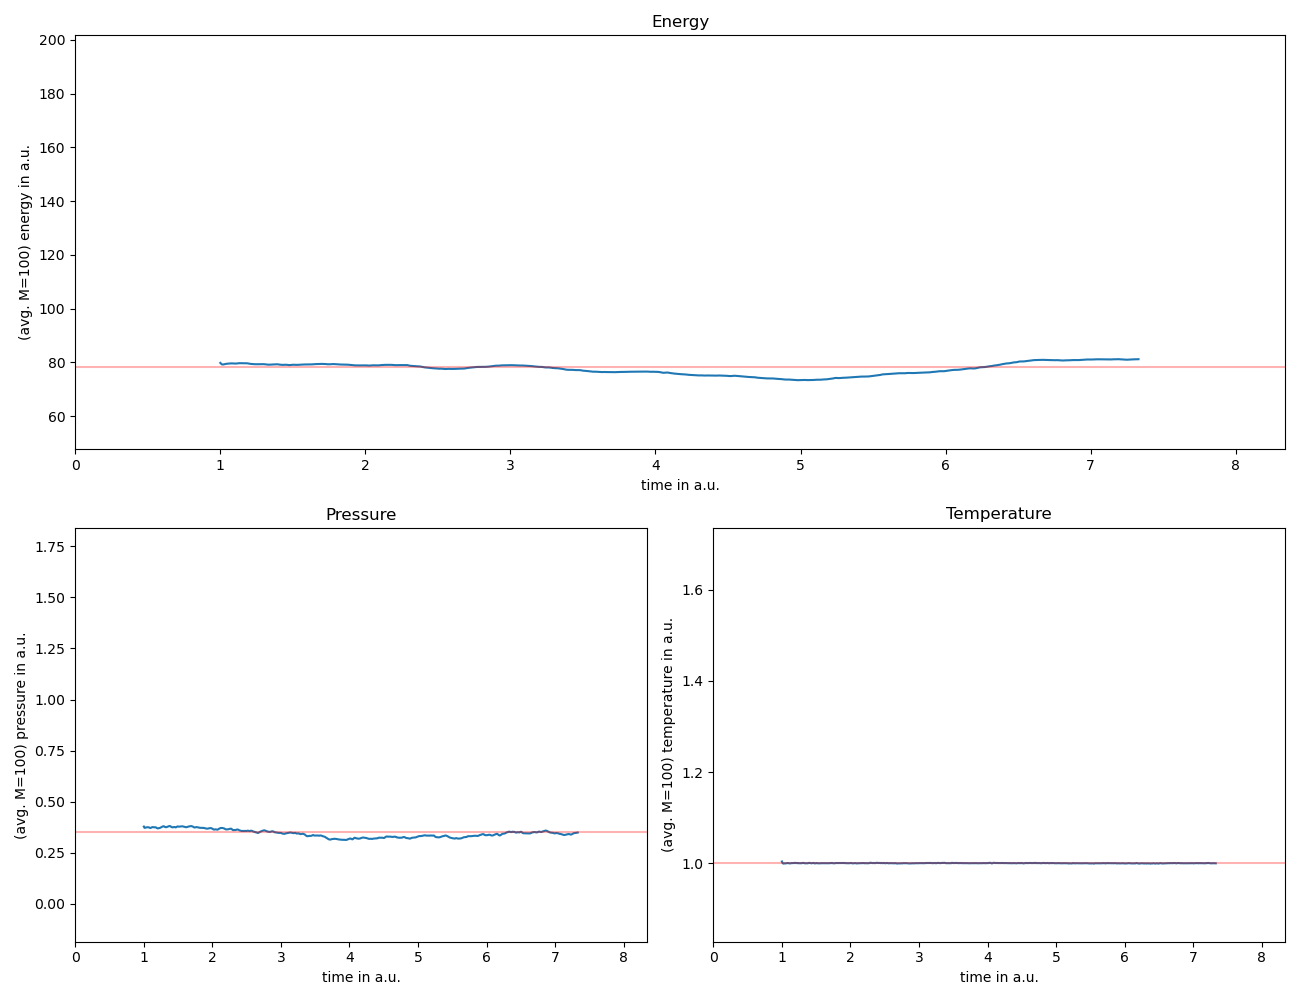 Energy
(avg. M=100) energy in a.u.
200
180
160
140
120
100
80
60
0 1 2 3 4 5 6 7 8
time in a.u.
Pressure
(avg. M=100) pressure in a.u.
1.75
1.50
1.25
1.00
0.75
0.50
0.25
0.00
0 1 2 3 4 5 6 7 8
time in a.u.
Temperature
(avg. M=100) temperature in a.u.
1.6
1.4
1.2
1.0
0 1 2 3 4 5 6 7 8
time in a.u.